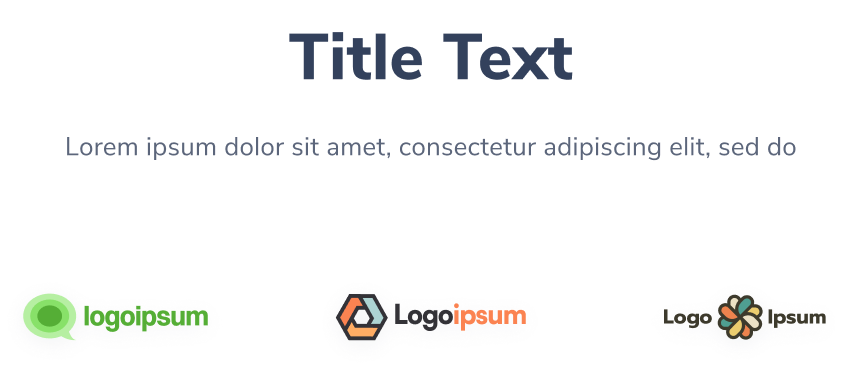 Title Text
Lorem ipsum dolor sit amet, consectetur adipiscing elit, sed do
logoipsum
Logoipsum
Logo Ipsum